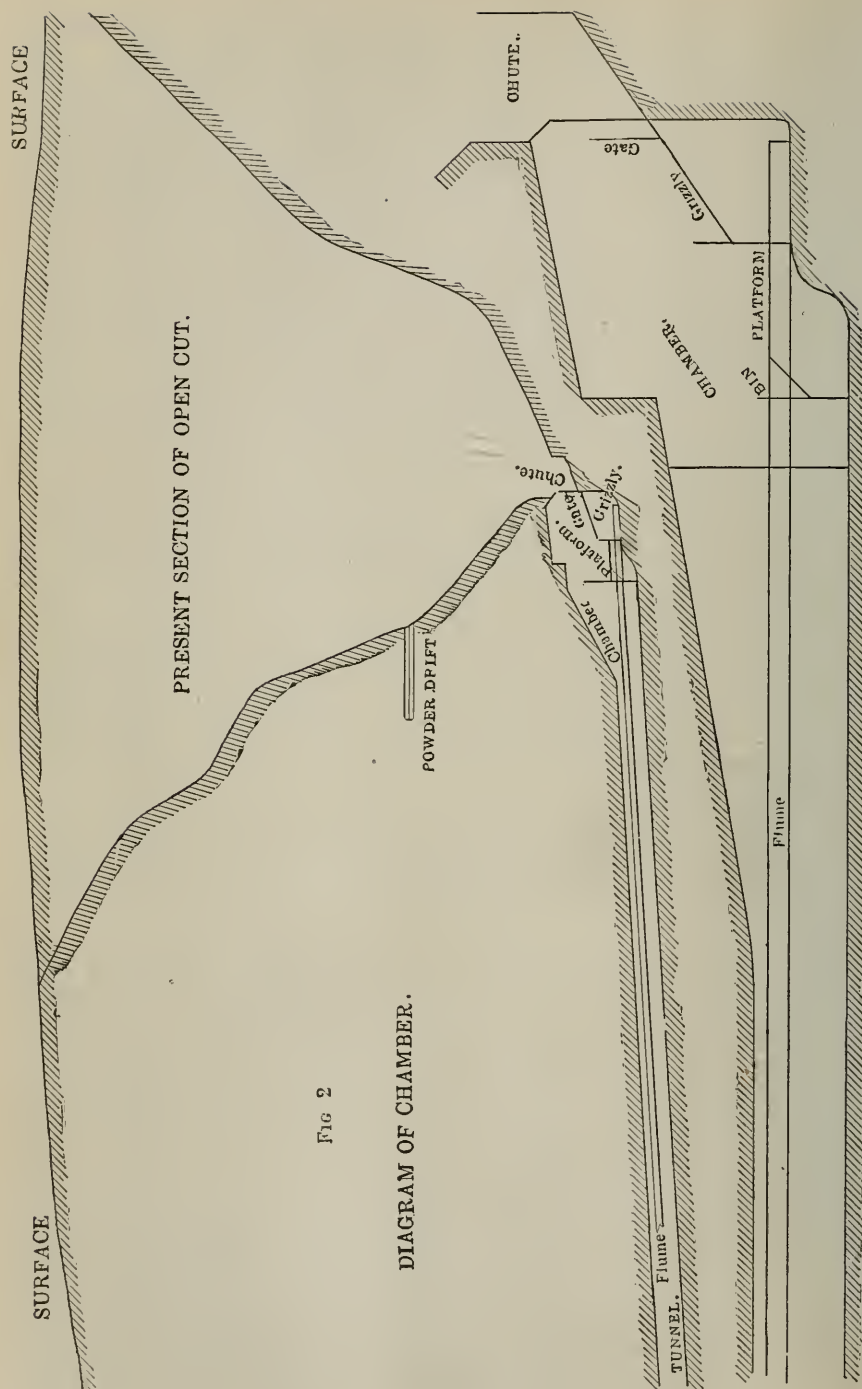 SURFACE
SURFACE
PRESENT SECTION OF OPEN CUT.
FIG 2
DIAGRAM OF CHAMBER.
POWDER DRIFT
Chute.
Gate
Grizzly.
Platform.
Chamber
Flume
TUNNEL.
CHUTE.
Gate
Grizzly
CHAMBER.
PLATFORM
BIN
Flume